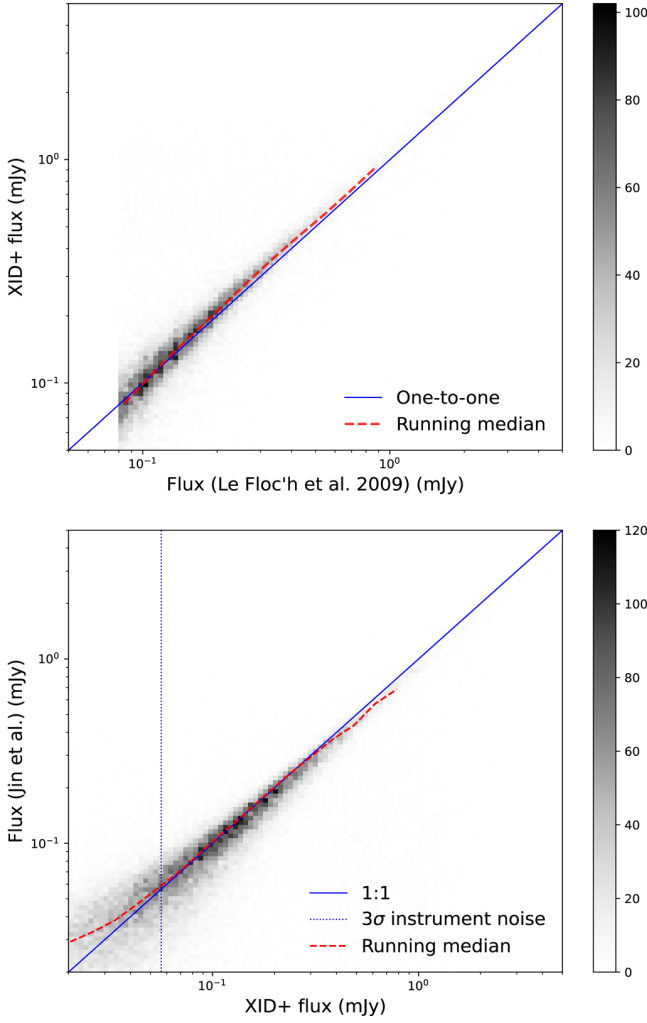 10⁰
10⁻¹
XID+ flux (mJy)
One-to-one
Running median
10⁻¹
10⁰
Flux (Le Floc'h et al. 2009) (mJy)
100
80
60
40
20
0
10⁰
10⁻¹
Flux (Jin et al.) (mJy)
1:1
3σ instrument noise
Running median
10⁻¹
10⁰
XID+ flux (mJy)
120
100
80
60
40
20
0